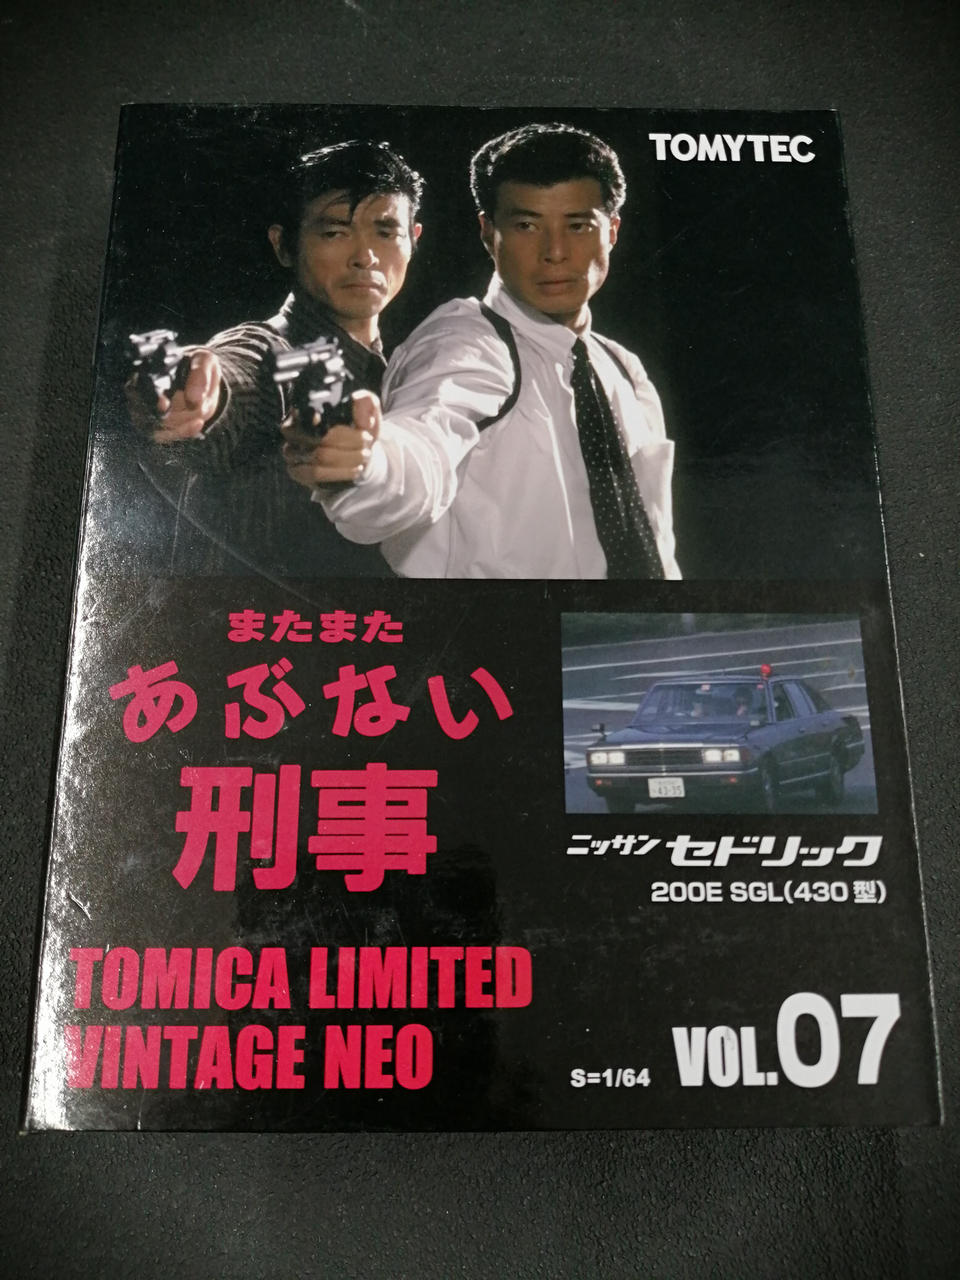 TOMYTEC
またまた
あぶない
刑事
ニッサン セドリック
200E SGL(430型)
TOMICA LIMITED
VINTAGE NEO
S=1/64 VOL.07